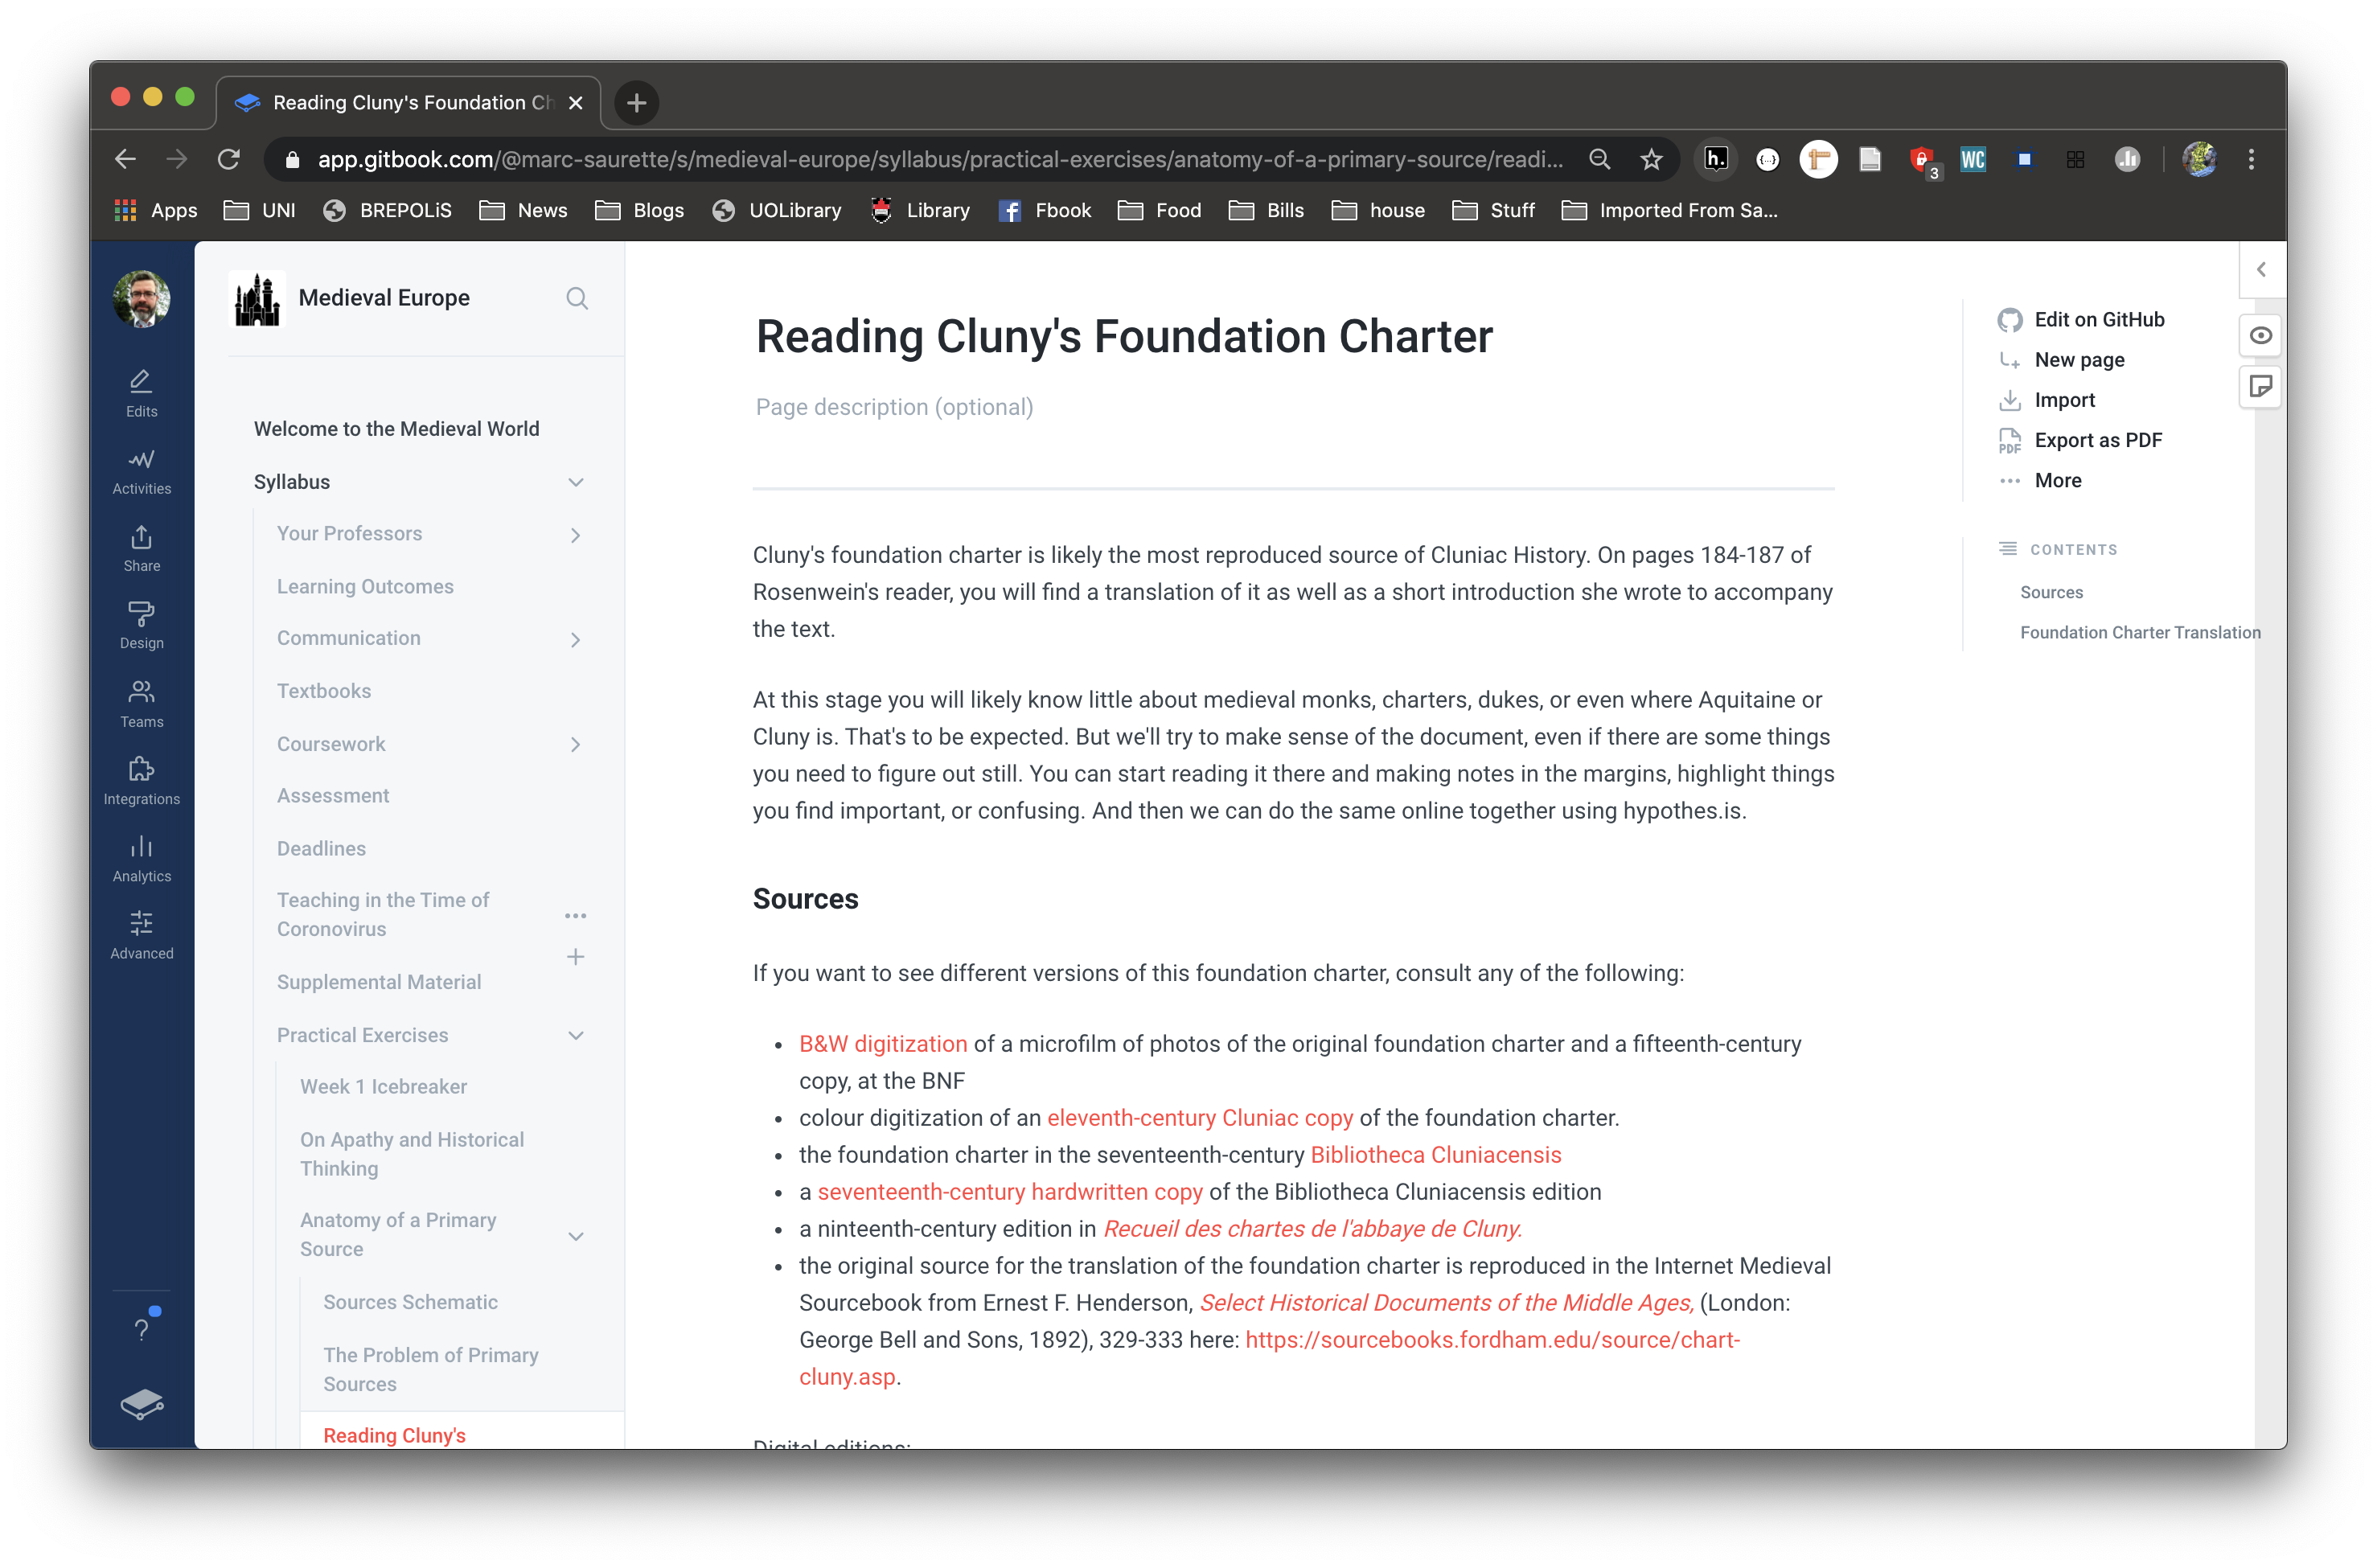 Reading Cluny's Foundation Ch
app.gitbook.com/@marc-saurette/s/medieval-europe/syllabus/practical-exercises/anatomy-of-a-primary-source/readi...
h.
{...}
3
WC
Apps UNI BREPOLiS News Blogs UOLibrary Library Fbook Food Bills house Stuff Imported From Sa...
Edits
Activities
Share
Design
Teams
Integrations
Analytics
Advanced
?
Medieval Europe
Welcome to the Medieval World
Syllabus
Your Professors
Learning Outcomes
Communication
Textbooks
Coursework
Assessment
Deadlines
Teaching in the Time of
Coronovirus
Supplemental Material
Practical Exercises
Week 1 Icebreaker
On Apathy and Historical
Thinking
Anatomy of a Primary
Source
Sources Schematic
The Problem of Primary
Sources
Reading Cluny's
Reading Cluny's Foundation Charter
Page description (optional)
Cluny's foundation charter is likely the most reproduced source of Cluniac History. On pages 184-187 of
Rosenwein's reader, you will find a translation of it as well as a short introduction she wrote to accompany
the text.
At this stage you will likely know little about medieval monks, charters, dukes, or even where Aquitaine or
Cluny is. That's to be expected. But we'll try to make sense of the document, even if there are some things
you need to figure out still. You can start reading it there and making notes in the margins, highlight things
you find important, or confusing. And then we can do the same online together using hypothes.is.
Sources
If you want to see different versions of this foundation charter, consult any of the following:
• B&W digitization of a microfilm of photos of the original foundation charter and a fifteenth-century
copy, at the BNF
• colour digitization of an eleventh-century Cluniac copy of the foundation charter.
• the foundation charter in the seventeenth-century Bibliotheca Cluniacensis
• a seventeenth-century hardwritten copy of the Bibliotheca Cluniacensis edition
• a ninteenth-century edition in Recueil des chartes de l'abbaye de Cluny.
• the original source for the translation of the foundation charter is reproduced in the Internet Medieval
Sourcebook from Ernest F. Henderson, Select Historical Documents of the Middle Ages, (London:
George Bell and Sons, 1892), 329-333 here: https://sourcebooks.fordham.edu/source/chart-
cluny.asp.
Digital editions:
Edit on GitHub
New page
Import
PDF Export as PDF
More
CONTENTS
Sources
Foundation Charter Translation